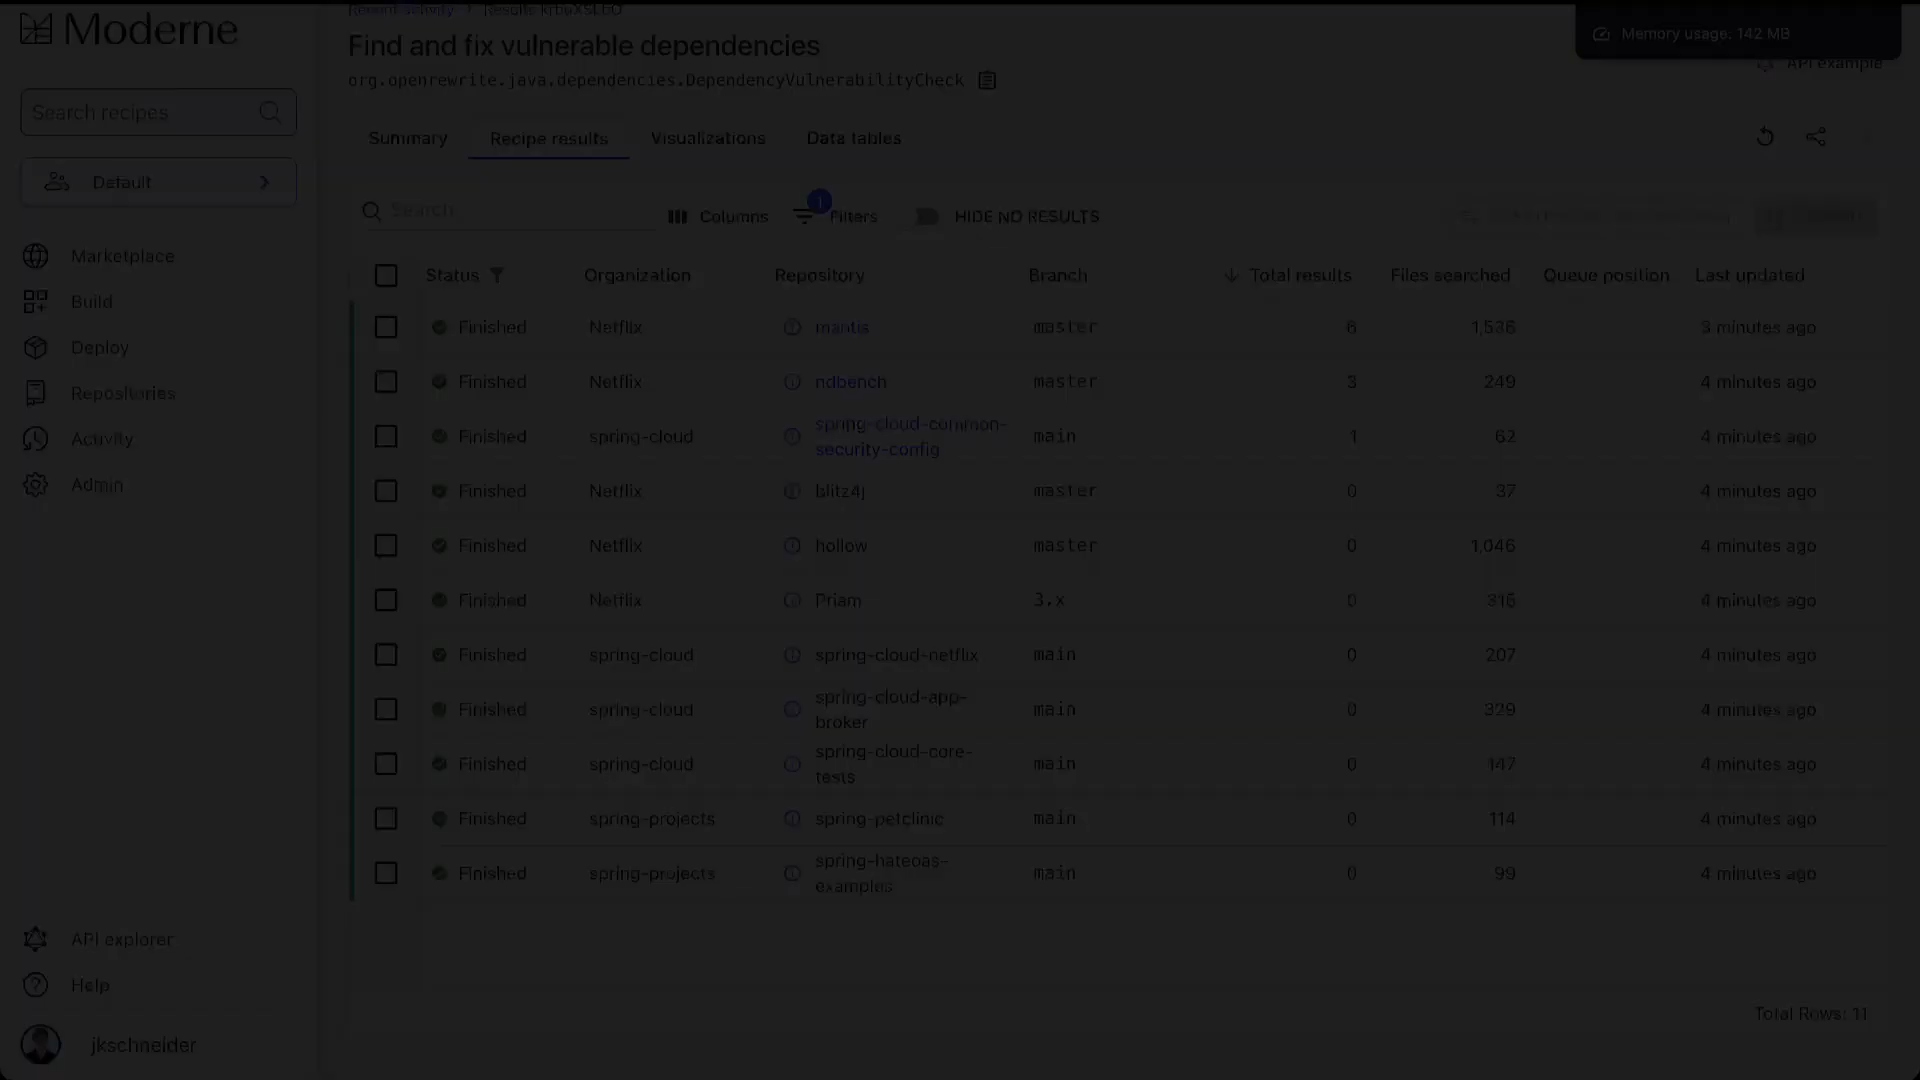 Recent activity > Results
Moderne
Find and fix vulnerable dependencies
org.openrewrite.java.dependencies.DependencyVulnerabilityCheck
Memory usage: 142 MB
API example
Search recipes
Default
Marketplace
Build
Deploy
Repositories
Activity
Admin
API explorer
Help
jkschneider
Summary
Recipe results
Visualizations
Data tables
Search
Columns
1
Filters
HIDE NO RESULTS
Status Organization Repository Branch Total results Files searched Queue position Last updated
Finished Netflix mantis master 6 1,536 3 minutes ago
Finished Netflix ndbench master 3 249 4 minutes ago
Finished spring-cloud spring-cloud-common-security-config main 1 62 4 minutes ago
Finished Netflix blitz4j master 0 37 4 minutes ago
Finished Netflix hollow master 0 1,046 4 minutes ago
Finished Netflix Priam 3.x 0 316 4 minutes ago
Finished spring-cloud spring-cloud-netflix main 0 207 4 minutes ago
Finished spring-cloud spring-cloud-app-broker main 0 329 4 minutes ago
Finished spring-cloud spring-cloud-core-tests main 0 147 4 minutes ago
Finished spring-projects spring-petclinic main 0 114 4 minutes ago
Finished spring-projects spring-hateoas-examples main 0 99 4 minutes ago
Total Rows: 11